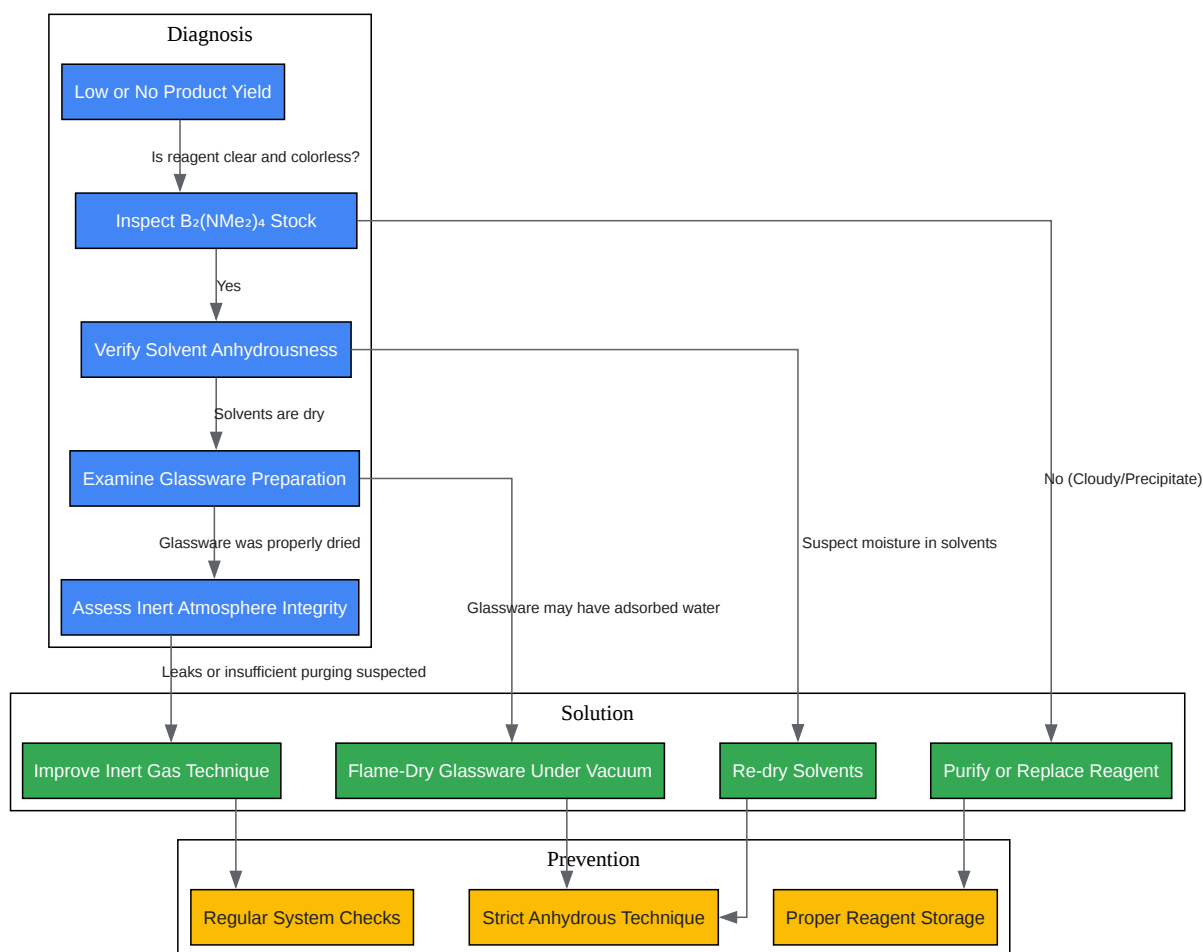 Diagnosis
Low or No Product Yield
Is reagent clear and colorless?
Inspect B₂(NMe₂)₄ Stock
Yes
Verify Solvent Anhydrousness
Solvents are dry
Examine Glassware Preparation
No (Cloudy/Precipitate)
Glassware was properly dried
Suspect moisture in solvents
Assess Inert Atmosphere Integrity
Glassware may have adsorbed water
Leaks or insufficient purging suspected
Solution
Improve Inert Gas Technique
Flame-Dry Glassware Under Vacuum
Re-dry Solvents
Purify or Replace Reagent
Prevention
Regular System Checks
Strict Anhydrous Technique
Proper Reagent Storage